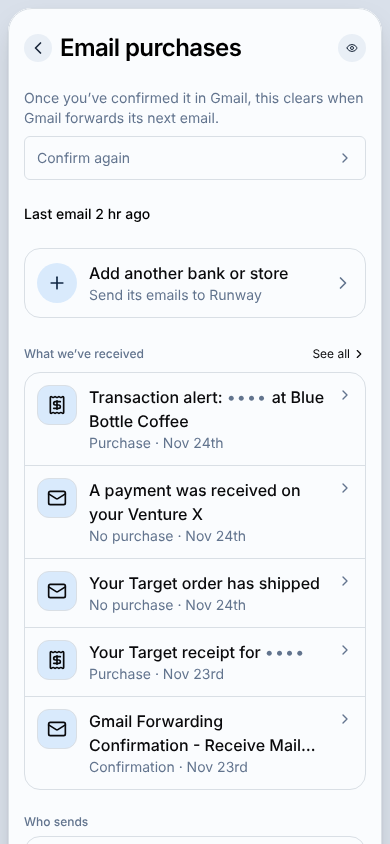 Email purchases
Once you’ve confirmed it in Gmail, this clears when
Gmail forwards its next email.
Confirm again
Last email 2 hr ago
Add another bank or store
Send its emails to Runway
What we’ve received
See all
Transaction alert: •••• at Blue
Bottle Coffee
Purchase · Nov 24th
A payment was received on
your Venture X
No purchase · Nov 24th
Your Target order has shipped
No purchase · Nov 24th
Your Target receipt for ••••
Purchase · Nov 23rd
Gmail Forwarding
Confirmation - Receive Mail...
Confirmation · Nov 23rd
Who sends